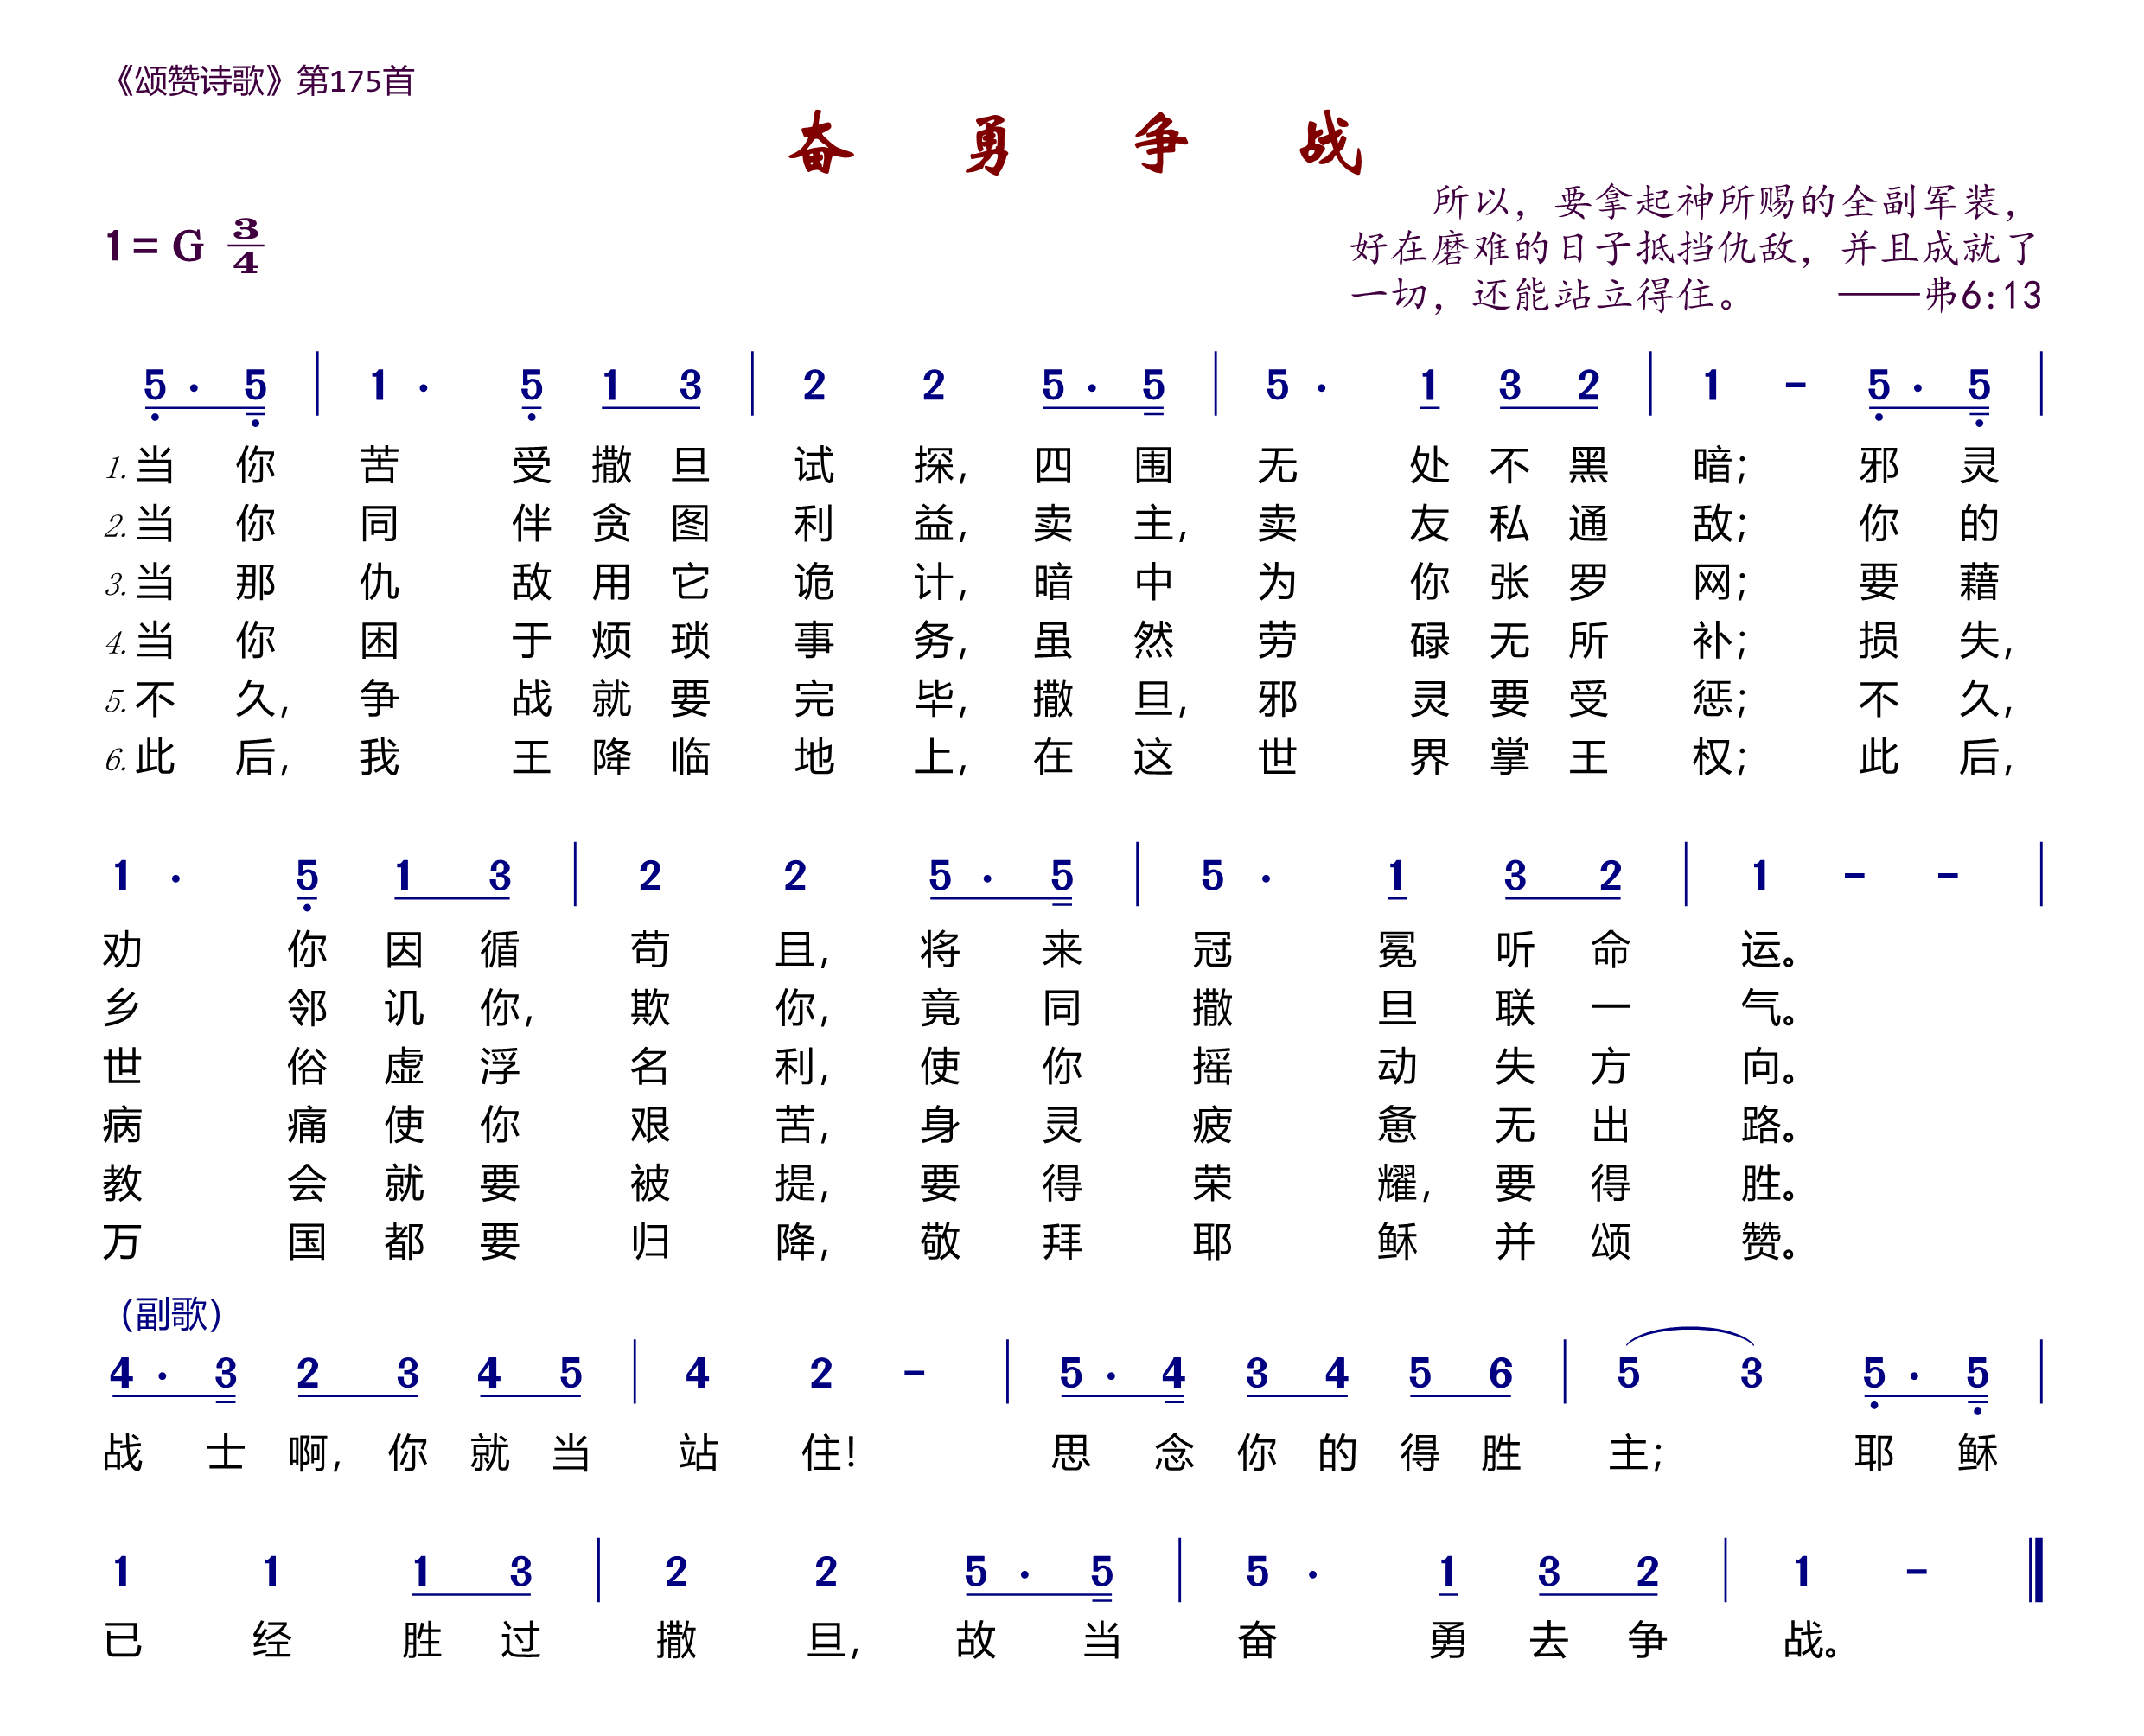 《颂赞诗歌》第175首
奋 勇 争 战
1= G 3/4
所以，要拿起神所赐的全副军装，
好在磨难的日子抵挡仇敌，并且成就了
一切，还能站立得住。 ——弗6:13
5 · 5 | 1 · 5 1 3 | 2 2 5 · 5 | 5 · 1 3 2 | 1 - 5 · 5 |
1.当你苦受撒旦试探，四围无处不黑暗；邪灵
2.当你同伴贪图利益，卖主，卖友私通敌；你的
3.当那仇敌用它诡计，暗中为你张罗网；要藉
4.当你困于烦琐事务，虽然劳碌无所补；损失，
5.不久，争战就要完毕，撒旦，邪灵要受惩；不久，
6.此后，我王降临地上，在这世界掌王权；此后，
1 · 5 1 3 | 2 2 5 · 5 | 5 · 1 3 2 | 1 - - |
劝你因循苟且，将来冠冕听命运。
乡邻讥你，欺你，竟同撒旦联一气。
世俗虚浮名利，使你摇动失方向。
病痛使你艰苦，身灵疲惫无出路。
教会就要被提，要得荣耀，要得胜。
万国都要归降，敬拜耶稣并颂赞。
（副歌）
4 · 3 2 3 4 5 | 4 2 - | 5 · 4 3 4 5 6 | 5 3 5 · 5 |
战士啊，你就当站住！思念你的得胜主；耶稣
1 1 1 3 | 2 2 5 · 5 | 5 · 1 3 2 | 1 - ‖
已经胜过撒旦，故当奋勇去争战。